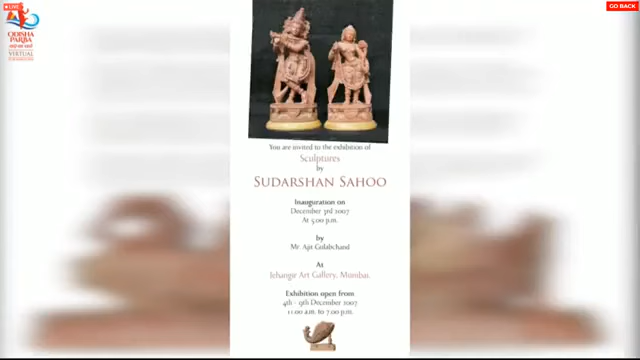 LIVE
GO BACK
ODISHA
PARBA
VIRTUAL
You are invited to the exhibition of
Sculptures
by
SUDARSHAN SAHOO
Inauguration on
December 3rd 2007
At 5.00 p.m.
by
Mr. Ajit Gulabchand
At
Jehangir Art Gallery, Mumbai
Exhibition open from
4th - 9th December 2007
11.00 a.m. to 7.00 p.m.